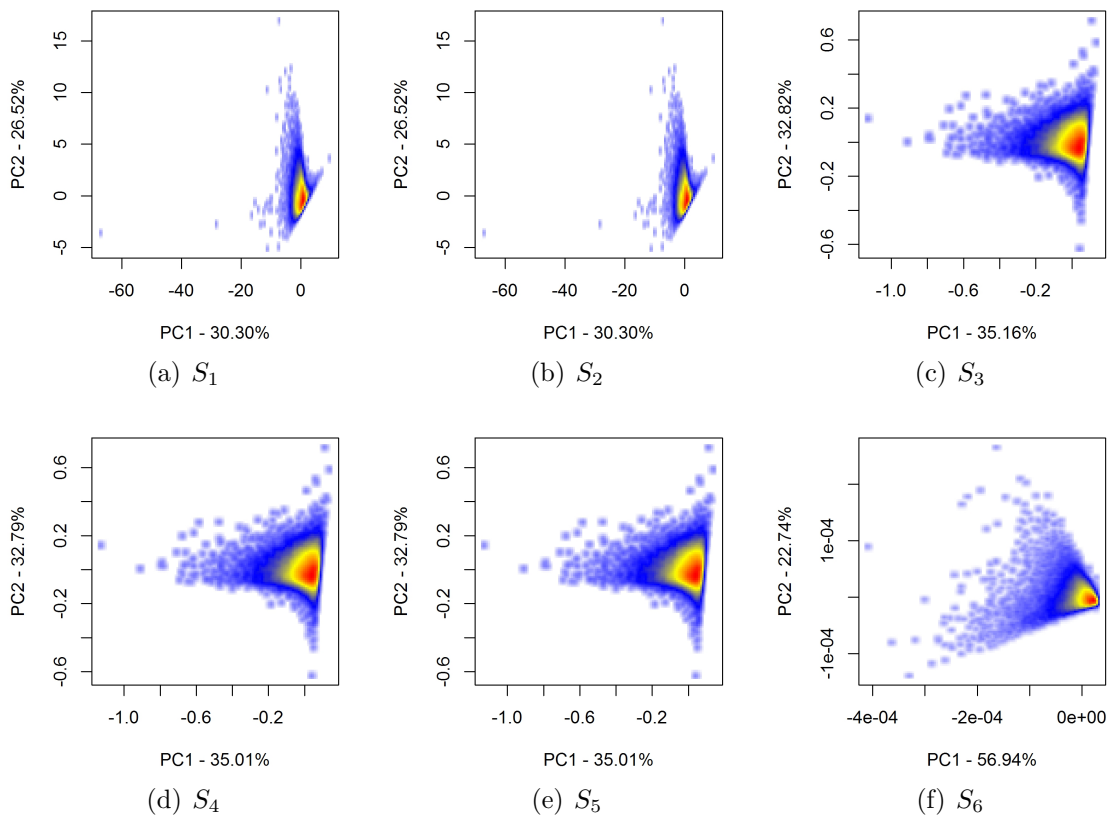 PC2 - 26.52%
15
10
5
0
-5
-60 -40 -20 0
PC1 - 30.30%
(a) S1
PC2 - 26.52%
15
10
5
0
-5
-60 -40 -20 0
PC1 - 30.30%
(b) S2
PC2 - 32.82%
0.6
0.2
-0.2
-0.6
-1.0 -0.6 -0.2
PC1 - 35.16%
(c) S3
PC2 - 32.79%
0.6
0.2
-0.2
-0.6
-1.0 -0.6 -0.2
PC1 - 35.01%
(d) S4
PC2 - 32.79%
0.6
0.2
-0.2
-0.6
-1.0 -0.6 -0.2
PC1 - 35.01%
(e) S5
PC2 - 22.74%
1e-04
-1e-04
-4e-04 -2e-04 0e+00
PC1 - 56.94%
(f) S6